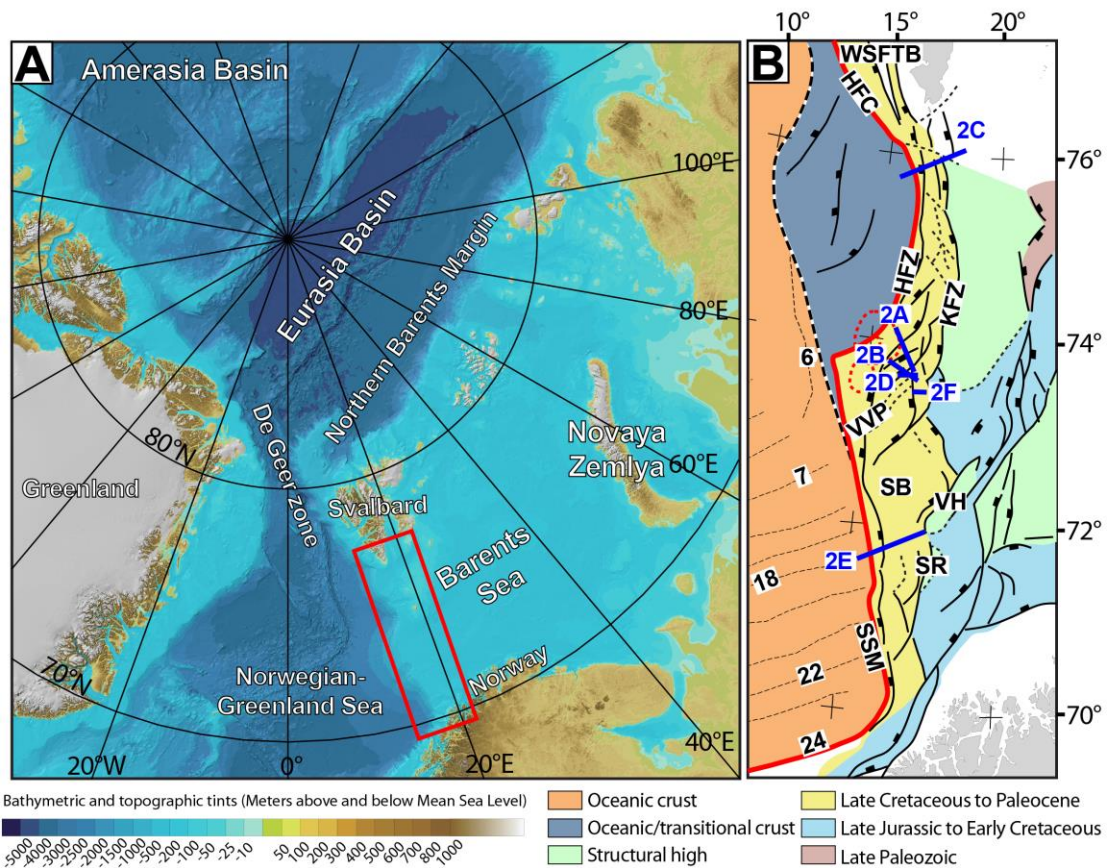 A
Amerasia Basin
100°E
Eurasia Basin
Northern Barents Margin
80°E
De Geer zone
Novaya
Zemlya
60°E
80°N
Greenland
Svalbard
Barents
Sea
70°N
Norwegian-
Greenland Sea
Norway
20°W
0°
20°E
40°E
10°
15°
20°
B
WSFTB
HFC
2C
76°
HFZ
KFZ
2A
74°
6
2B
2D
2F
VVP
7
SB
VH
72°
2E
SR
18
SSM
22
70°
24
Bathymetric and topographic tints (Meters above and below Mean Sea Level)
-5000 -4000 -3000 -2500 -2000 -1500 -1000 -500 -200 -100 -50 -25 -10 50 100 200 300 400 500 600 700 800 1000
Oceanic crust
Oceanic/transitional crust
Structural high
Late Cretaceous to Paleocene
Late Jurassic to Early Cretaceous
Late Paleozoic